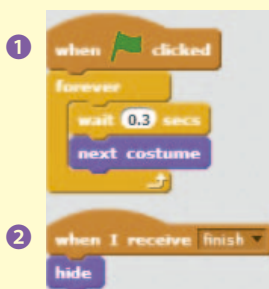 1
when clicked
forever
wait 0.3 secs
next costume
2
when I receive finish
hide